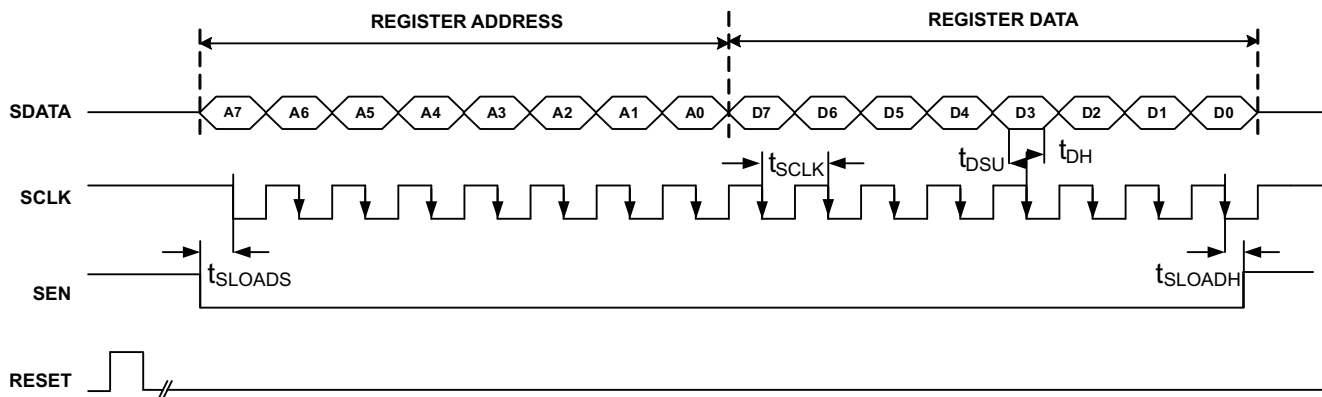 REGISTER ADDRESS REGISTER DATA
SDATA A7 A6 A5 A4 A3 A2 A1 A0 D7 D6 D5 D4 D3 D2 D1 D0
tSCLK tDSU tDH
SCLK
tSLOADS tSLOADH
SEN
RESET